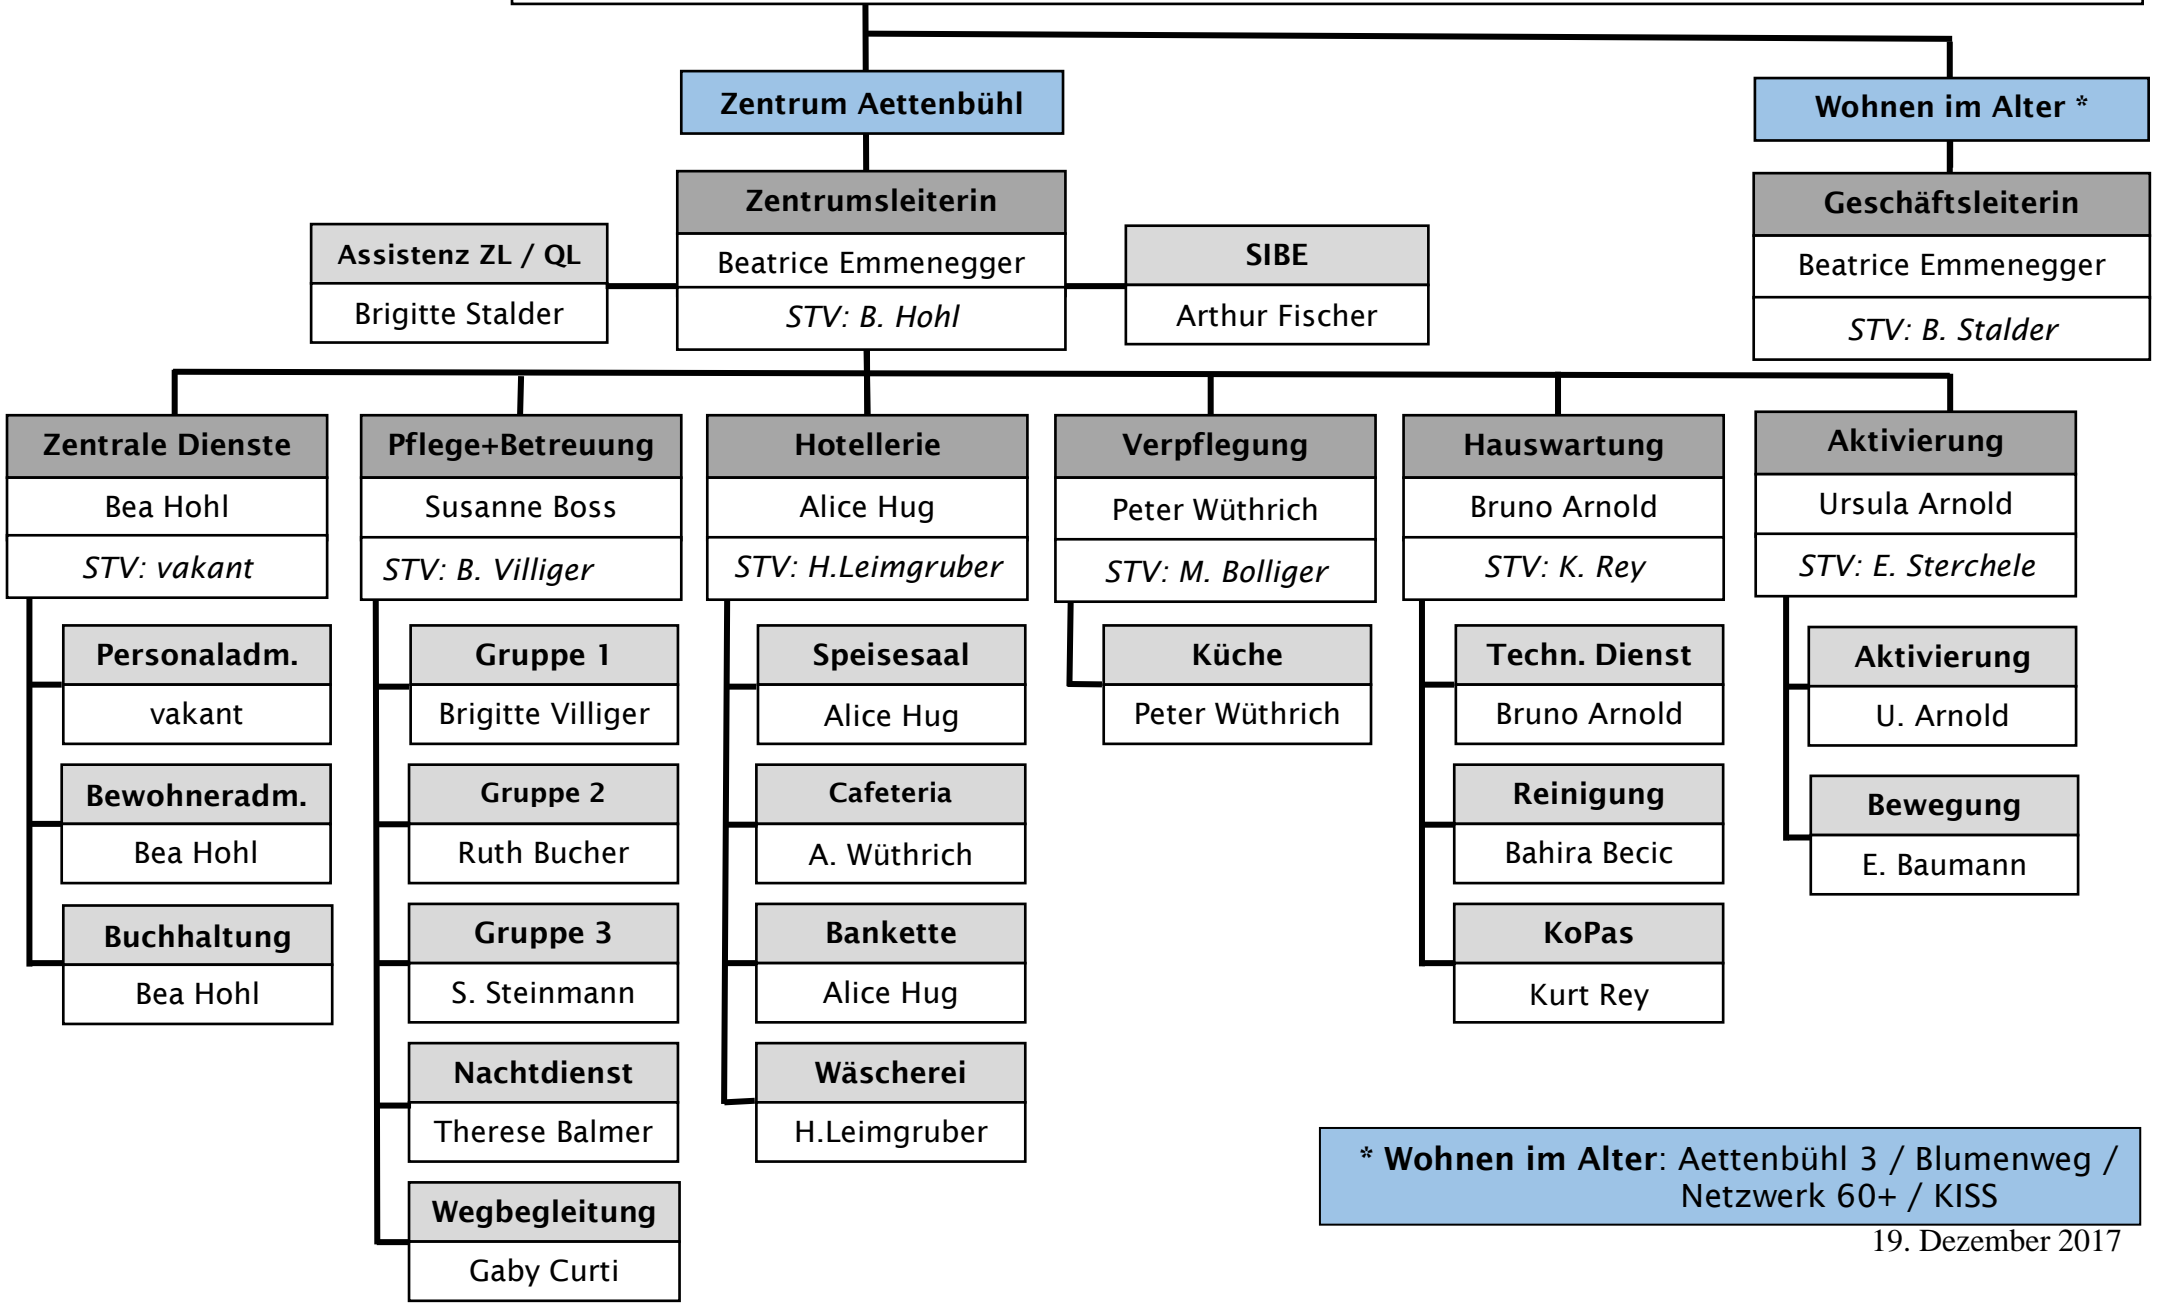 Zentrum Aettenbühl
Wohnen im Alter *
Zentrumsleiterin
Beatrice Emmenegger
STV: B. Hohl
Geschäftsleiterin
Beatrice Emmenegger
STV: B. Stalder
Assistenz ZL / QL
Brigitte Stalder
SIBE
Arthur Fischer
Zentrale Dienste
Bea Hohl
STV: vakant
Personaladm.
vakant
Bewohneradm.
Bea Hohl
Buchhaltung
Bea Hohl
Pflege+Betreuung
Susanne Boss
STV: B. Villiger
Gruppe 1
Brigitte Villiger
Gruppe 2
Ruth Bucher
Gruppe 3
S. Steinmann
Nachtdienst
Therese Balmer
Wegbegleitung
Gaby Curti
Hotellerie
Alice Hug
STV: H.Leimgruber
Speisesaal
Alice Hug
Cafeteria
A. Wüthrich
Bankette
Alice Hug
Wäscherei
H.Leimgruber
Verpflegung
Peter Wüthrich
STV: M. Bolliger
Küche
Peter Wüthrich
Hauswartung
Bruno Arnold
STV: K. Rey
Techn. Dienst
Bruno Arnold
Reinigung
Bahira Becic
KoPas
Kurt Rey
Aktivierung
Ursula Arnold
STV: E. Sterchele
Aktivierung
U. Arnold
Bewegung
E. Baumann
* Wohnen im Alter: Aettenbühl 3 / Blumenweg /
Netzwerk 60+ / KISS
19. Dezember 2017